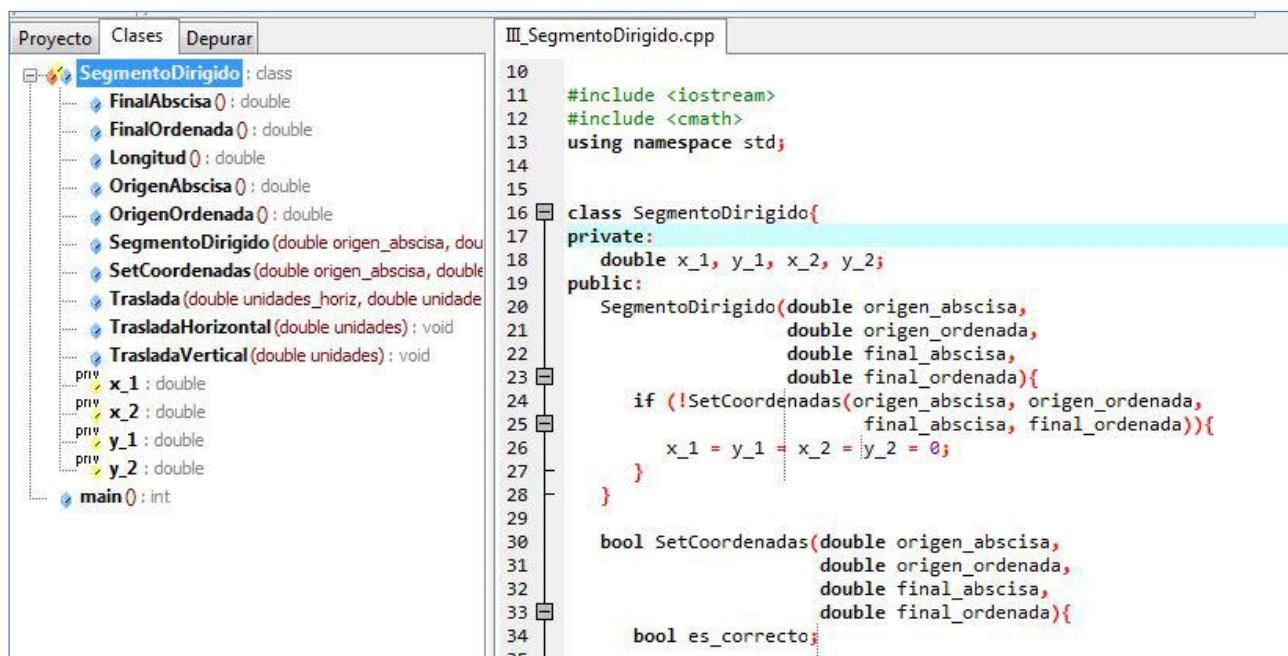 Proyecto Clases Depurar
SegmentoDirigido : class
FinalAbscisa () : double
FinalOrdenada () : double
Longitud () : double
OrigenAbscisa () : double
OrigenOrdenada () : double
SegmentoDirigido (double origen_abscisa, dou
SetCoordenadas (double origen_abscisa, double
Traslada (double unidades_horiz, double unidade
TrasladaHorizontal (double unidades) : void
TrasladaVertical (double unidades) : void
priv x_1 : double
priv x_2 : double
priv y_1 : double
priv y_2 : double
main () : int
III_SegmentoDirigido.cpp
10
11 #include <iostream>
12 #include <cmath>
13 using namespace std;
14
15
16 class SegmentoDirigido{
17 private:
18 double x_1, y_1, x_2, y_2;
19 public:
20 SegmentoDirigido(double origen_abscisa,
21 double origen_ordenada,
22 double final_abscisa,
23 double final_ordenada){
24 if (!SetCoordenadas(origen_abscisa, origen_ordenada,
25 final_abscisa, final_ordenada)){
26 x_1 = y_1 = x_2 = y_2 = 0;
27 }
28 }
29
30 bool SetCoordenadas(double origen_abscisa,
31 double origen_ordenada,
32 double final_abscisa,
33 double final_ordenada){
34 bool es_correcto;